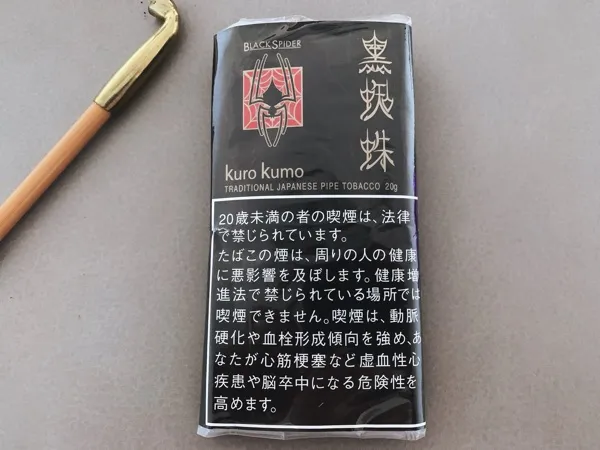 BLACK SPIDER
黒蜘蛛
kuro kumo
TRADITIONAL JAPANESE PIPE TOBACCO 20g
20歳未満の者の喫煙は、法律
で禁じられています。
たばこの煙は、周りの人の健康
に悪影響を及ぼします。健康増
進法で禁じられている場所では
喫煙できません。喫煙は、動脈
硬化や血栓形成傾向を強め、あ
なたが心筋梗塞など虚血性心
疾患や脳卒中になる危険性を
高めます。